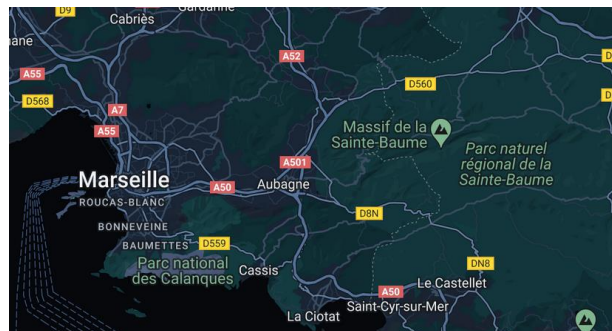 D9
Cabriès
Gardanne
ane
A52
A55
D560
D568
A7
A55
Massif de la
Sainte-Baume
Parc naturel
régional de la
Sainte-Baume
A501
Marseille
A50
Aubagne
ROUCAS-BLANC
D8N
BONNEVEINE
BAUMETTES
D559
Parc national
des Calanques
Cassis
DN8
Le Castellet
A50
Saint-Cyr-sur-Mer
La Ciotat